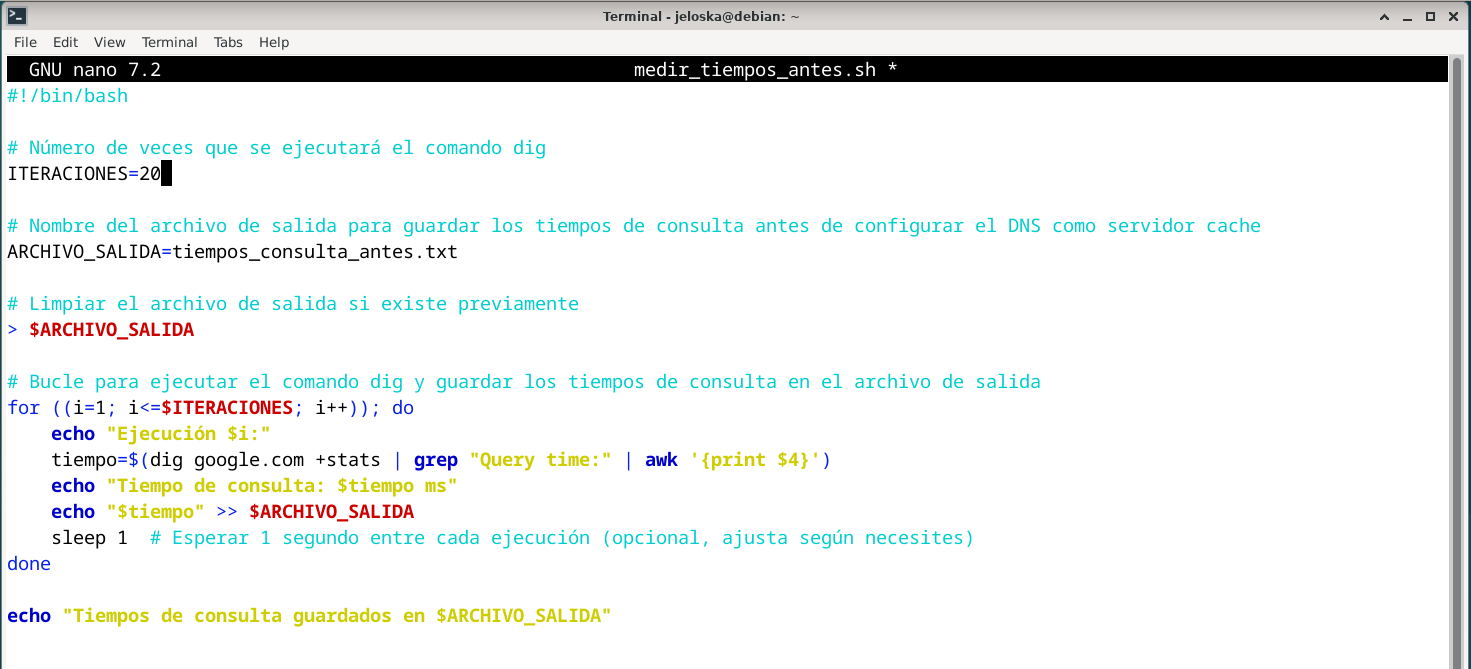 Terminal - jeloska@debian: ~
File Edit View Terminal Tabs Help
GNU nano 7.2 medir_tiempos_antes.sh *
#!/bin/bash
# Número de veces que se ejecutará el comando dig
ITERACIONES=20
# Nombre del archivo de salida para guardar los tiempos de consulta antes de configurar el DNS como servidor cache
ARCHIVO_SALIDA=tiempos_consulta_antes.txt
# Limpiar el archivo de salida si existe previamente
> $ARCHIVO_SALIDA
# Bucle para ejecutar el comando dig y guardar los tiempos de consulta en el archivo de salida
for ((i=1; i<=$ITERACIONES; i++)); do
    echo "Ejecución $i:"
    tiempo=$(dig google.com +stats | grep "Query time:" | awk '{print $4}')
    echo "Tiempo de consulta: $tiempo ms"
    echo "$tiempo" >> $ARCHIVO_SALIDA
    sleep 1  # Esperar 1 segundo entre cada ejecución (opcional, ajusta según necesites)
done
echo "Tiempos de consulta guardados en $ARCHIVO_SALIDA"